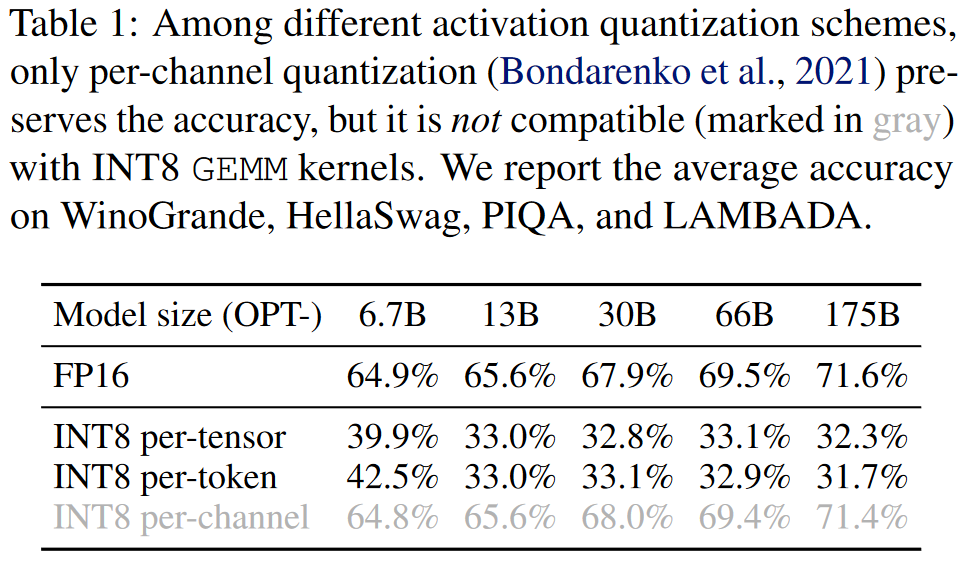 Table 1: Among different activation quantization schemes,
only per-channel quantization (Bondarenko et al., 2021) pre-
serves the accuracy, but it is not compatible (marked in gray)
with INT8 GEMM kernels. We report the average accuracy
on WinoGrande, HellaSwag, PIQA, and LAMBADA.
Model size (OPT-) 6.7B 13B 30B 66B 175B
FP16 64.9% 65.6% 67.9% 69.5% 71.6%
INT8 per-tensor 39.9% 33.0% 32.8% 33.1% 32.3%
INT8 per-token 42.5% 33.0% 33.1% 32.9% 31.7%
INT8 per-channel 64.8% 65.6% 68.0% 69.4% 71.4%